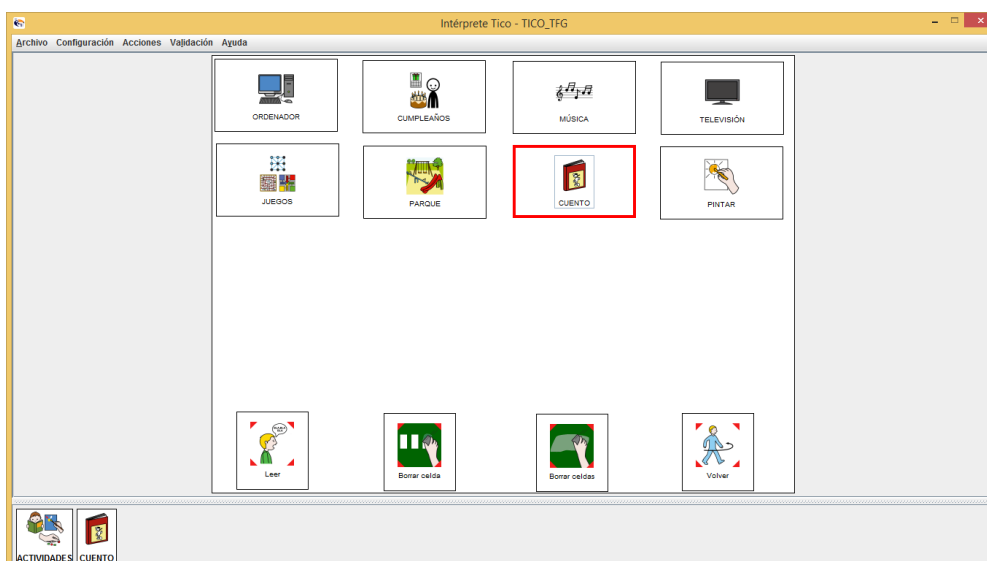 Intérprete Tico - TICO_TFG
Archivo Configuración Acciones Validación Ayuda
ORDENADOR CUMPLEAÑOS MÚSICA TELEVISIÓN
JUEGOS PARQUE CUENTO PINTAR
Leer Borrar celda Borrar celdas Volver
ACTIVIDADES CUENTO